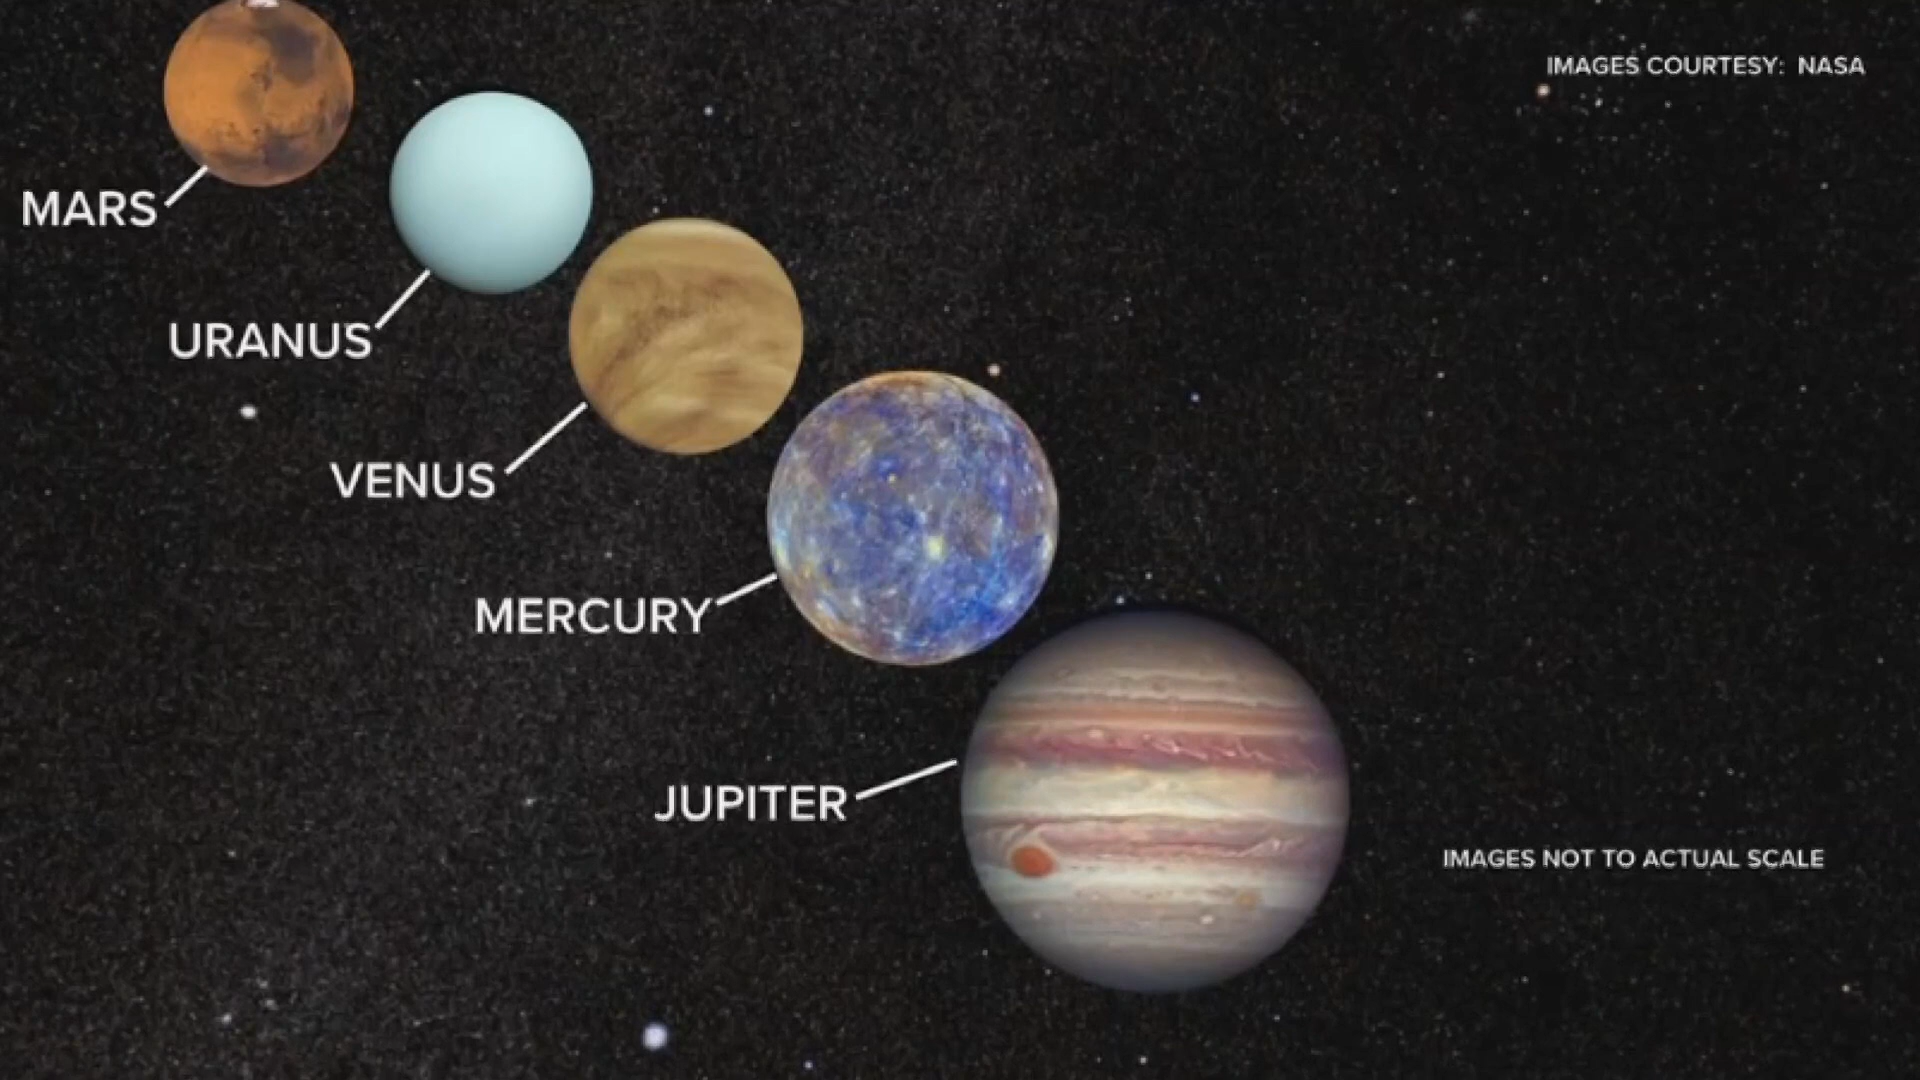 IMAGES COURTESY: NASA
MARS
URANUS
VENUS
MERCURY
JUPITER
IMAGES NOT TO ACTUAL SCALE